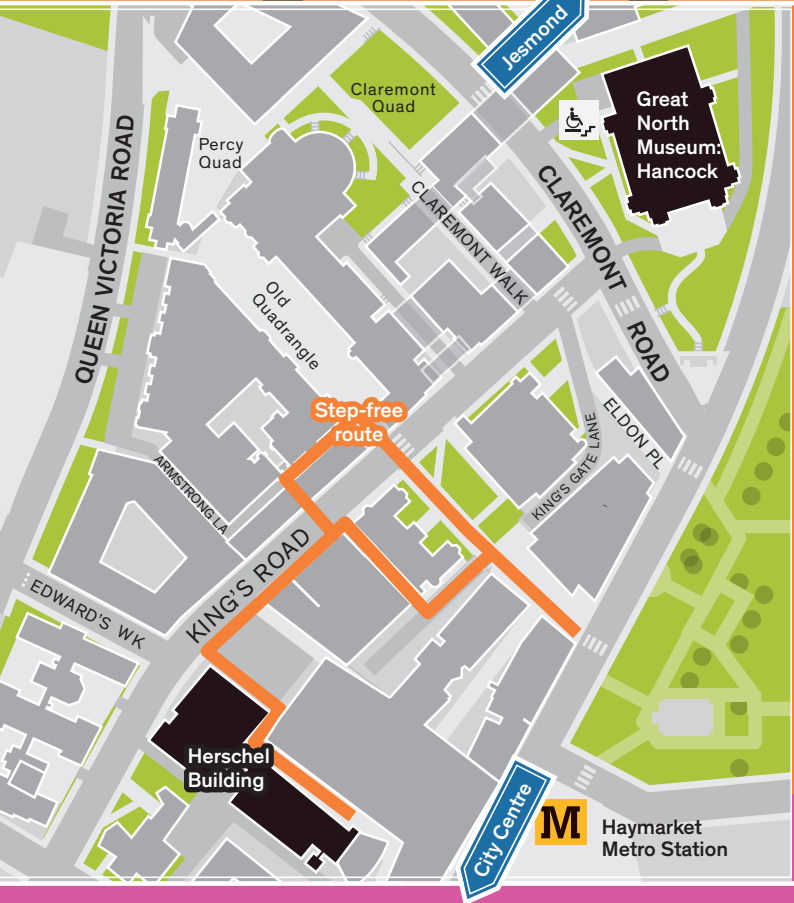 Jesmond
Great
North
Museum:
Hancock
Claremont
Quad
Percy
Quad
QUEEN VICTORIA ROAD
CLAREMONT WALK
CLAREMONT
ROAD
Old
Quadrangle
Step-free
route
ELDON PL
KING'S GATE LANE
ARMSTRONG LA
KING'S ROAD
EDWARD'S WK
Herschel
Building
City Centre
M
Haymarket
Metro Station